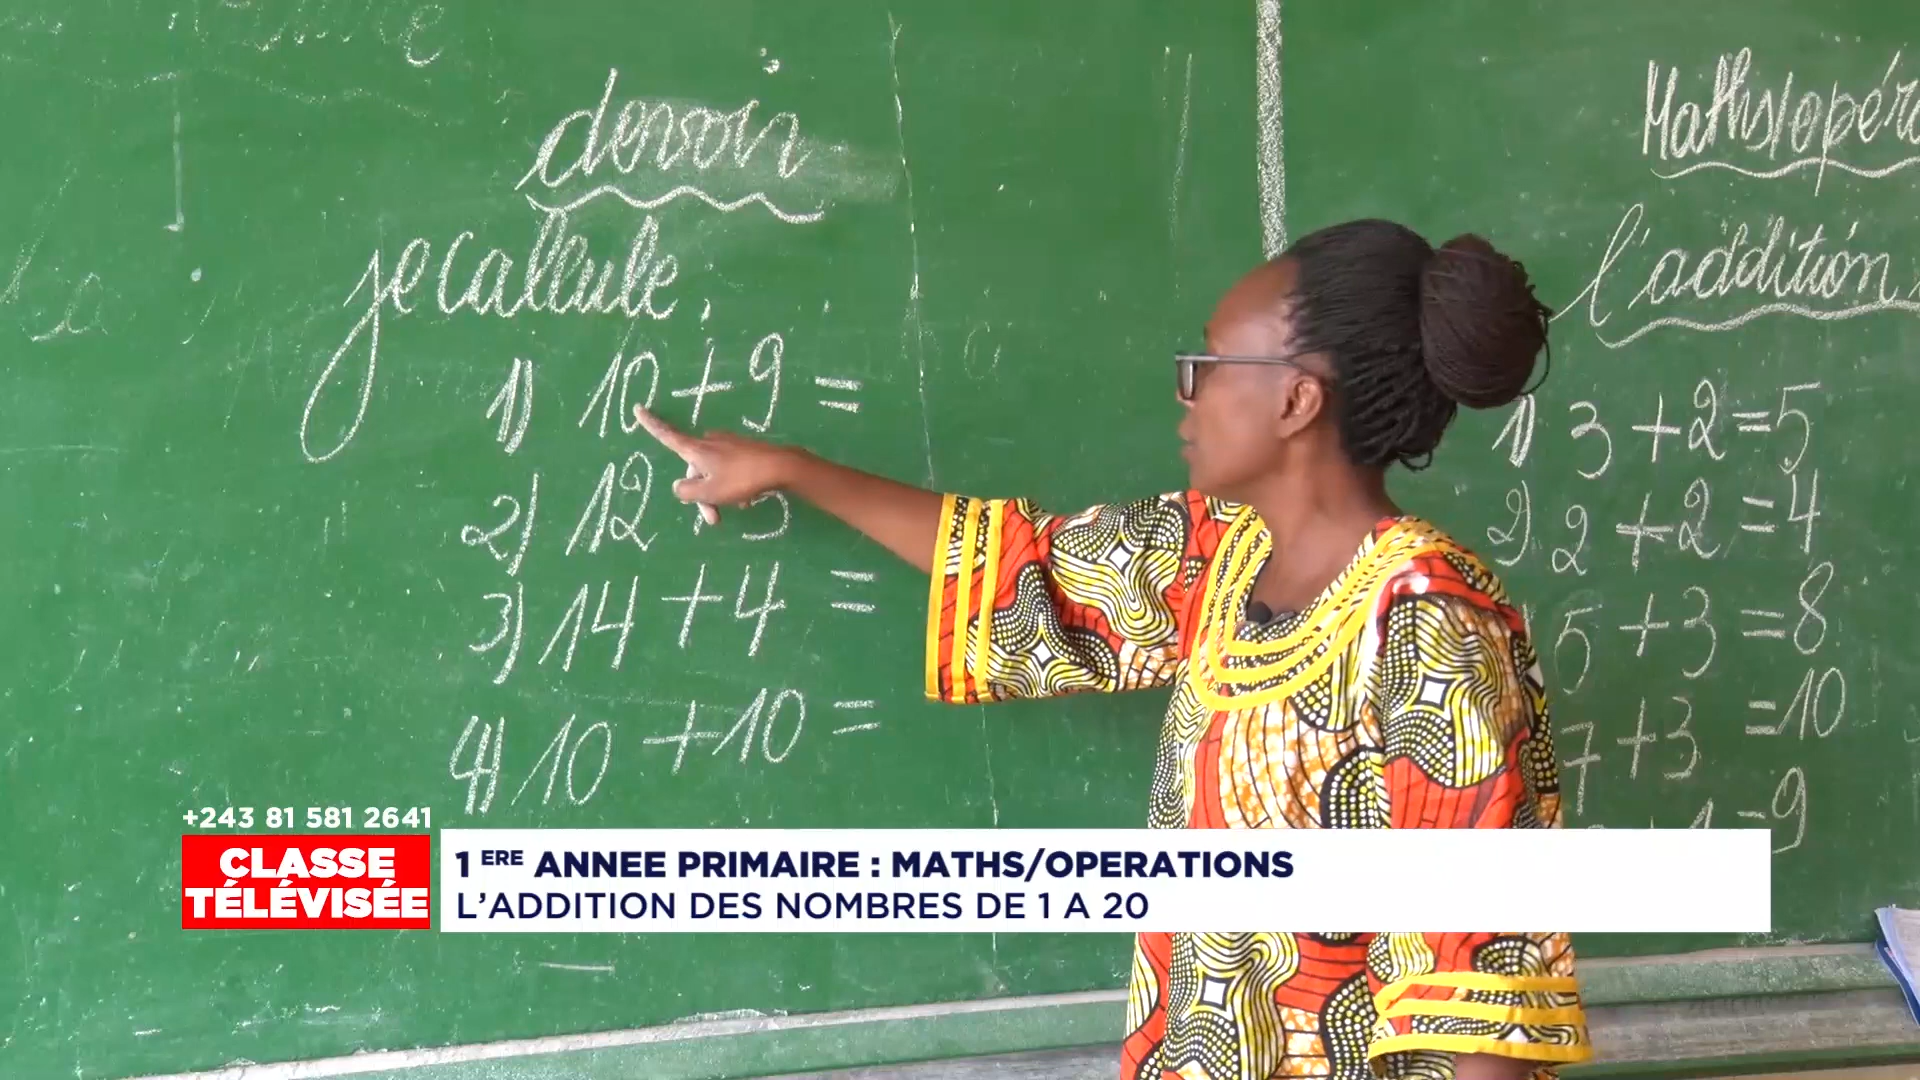 devoir
je calcule :
1) 10 + 9 =
2) 12 + 5
3) 14 + 4 =
4) 10 + 10 =
Maths/opéra
l'addition
1) 3 + 2 = 5
2) 2 + 2 = 4
5 + 3 = 8
7 + 3 = 10
= 9
+243 81 581 2641
CLASSE
TÉLÉVISÉE
1 ERE ANNEE PRIMAIRE : MATHS/OPERATIONS
L'ADDITION DES NOMBRES DE 1 A 20